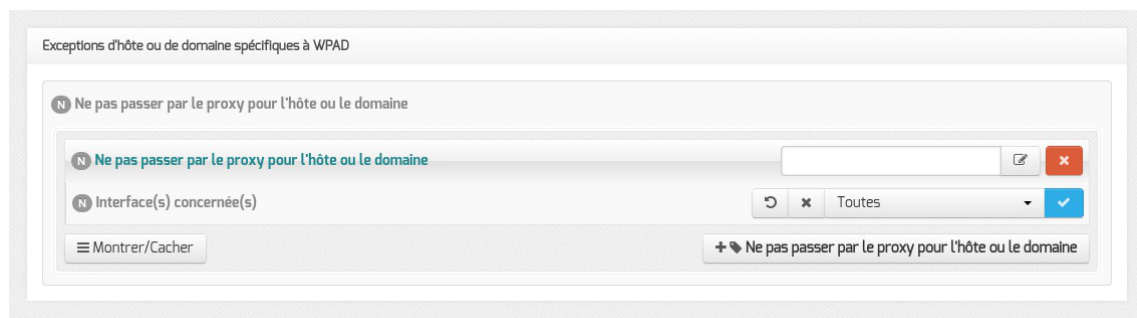 Exceptions d'hôte ou de domaine spécifiques à WPAD
N Ne pas passer par le proxy pour l'hôte ou le domaine
N Ne pas passer par le proxy pour l'hôte ou le domaine
N Interface(s) concernée(s) Toutes
Montrer/Cacher Ne pas passer par le proxy pour l'hôte ou le domaine